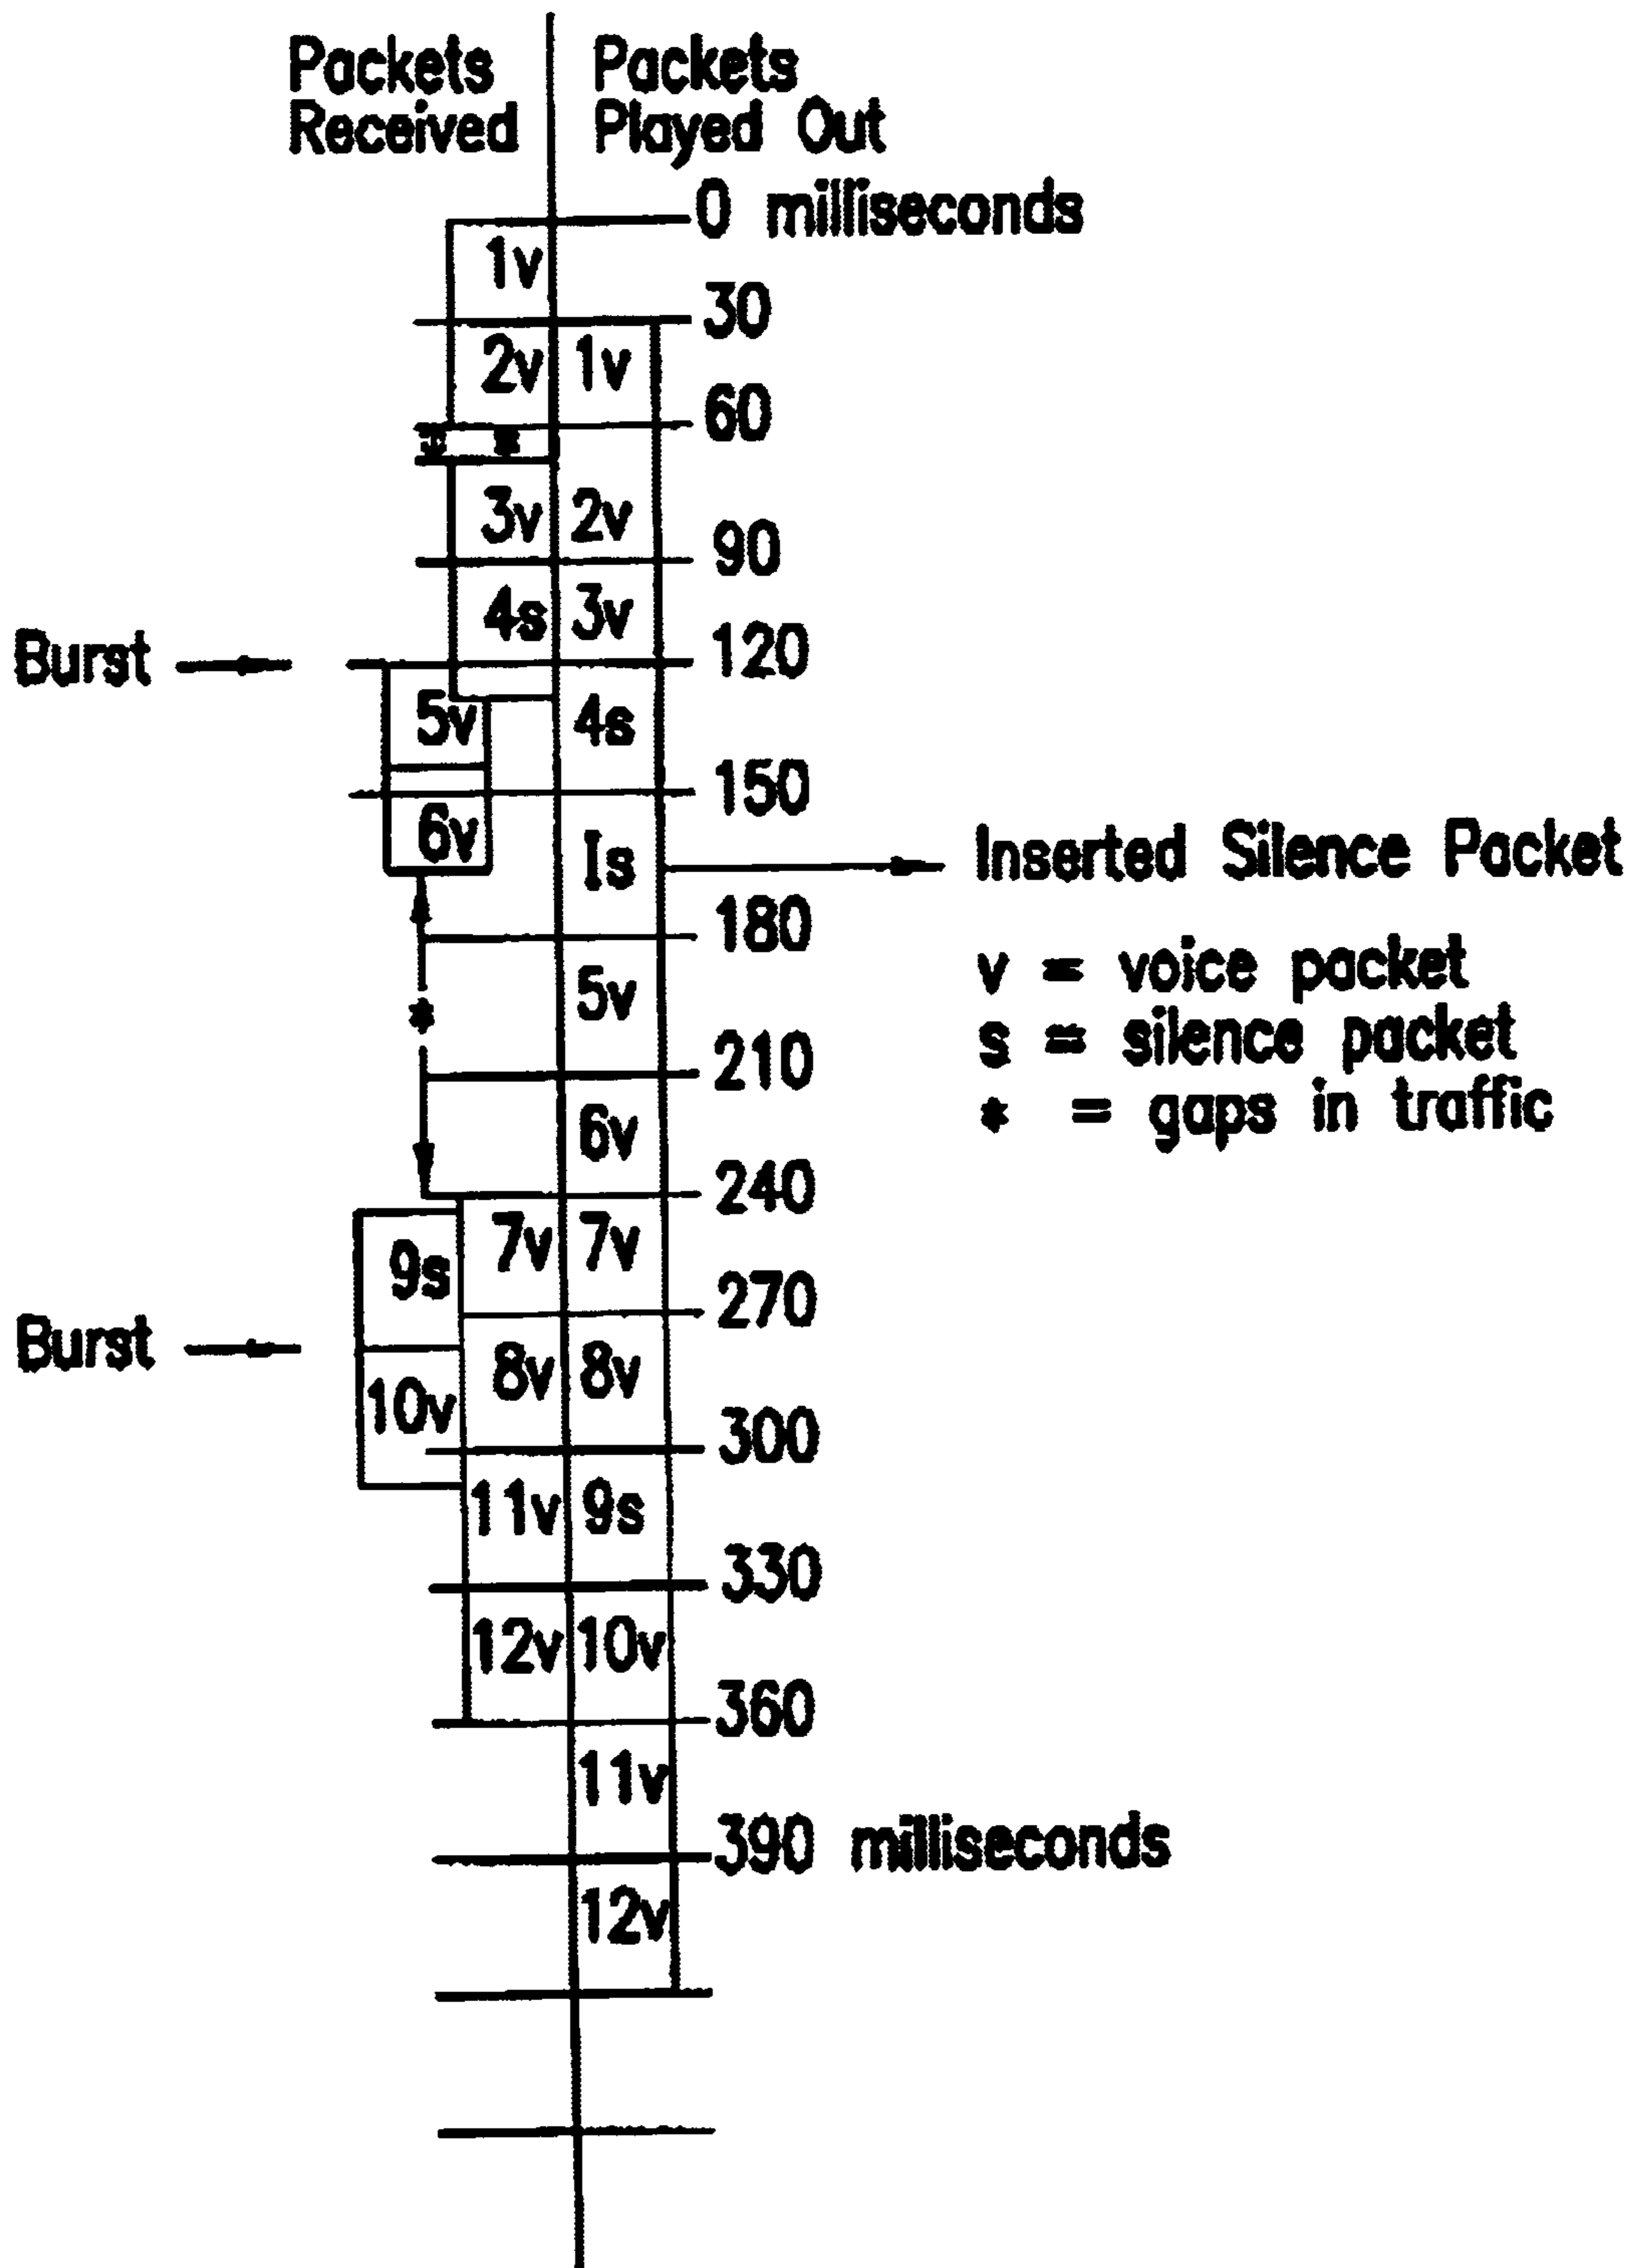 Packets Received
Packets Played Out
0 milliseconds
1v
30
2v 1v
60
*
3v 2v
90
4s 3v
Burst
120
5v 4s
150
6v Is
Inserted Silence Packet
180
v = voice packet
5v
* s = silence packet
210
* = gaps in traffic
6v
240
9s 7v 7v
270
Burst
10v 8v 8v
300
11v 9s
330
12v 10v
360
11v
390 milliseconds
12v